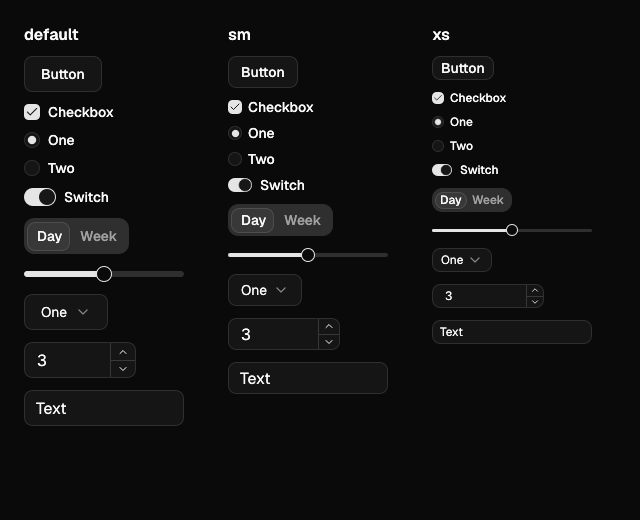 default
Button
Checkbox
One
Two
Switch
Day Week
One
3
Text
sm
Button
Checkbox
One
Two
Switch
Day Week
One
3
Text
xs
Button
Checkbox
One
Two
Switch
Day Week
One
3
Text